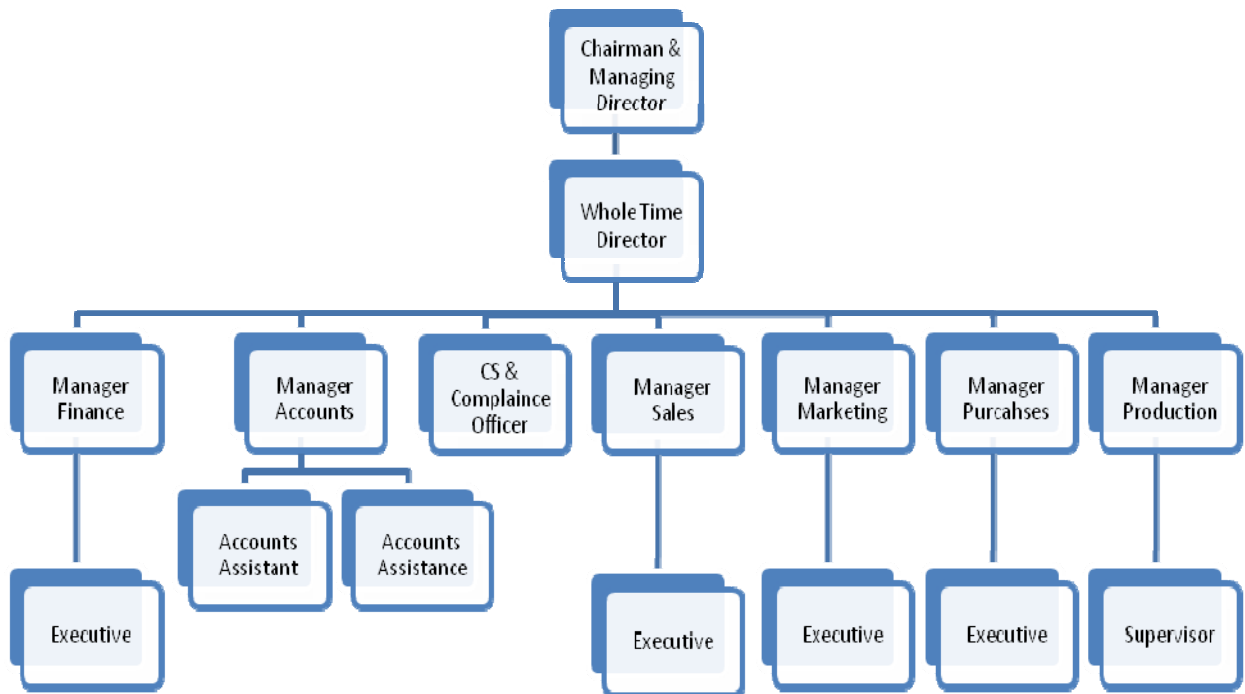 Chairman &
Managing
Director
Whole Time
Director
Manager
Finance
Manager
Accounts
CS &
Complaince
Officer
Manager
Sales
Manager
Marketing
Manager
Purcahses
Manager
Production
Accounts
Assistant
Accounts
Assistance
Executive
Executive
Executive
Executive
Supervisor